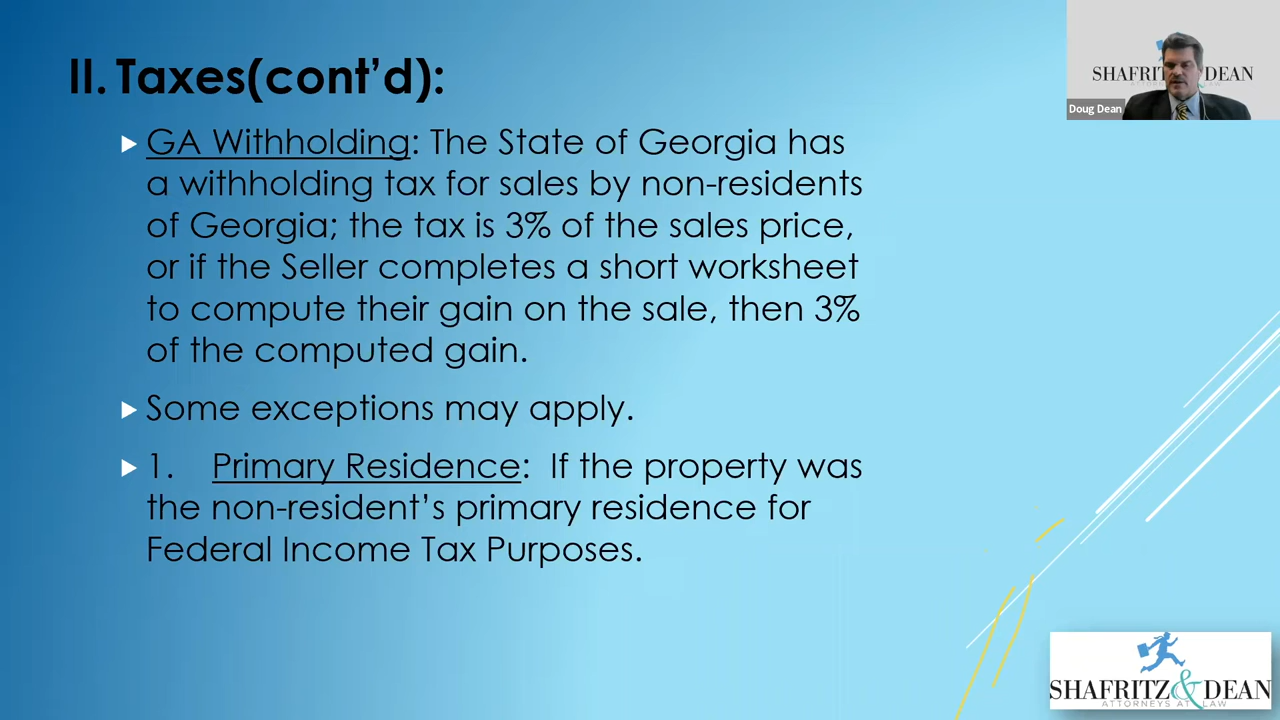 II. Taxes(cont’d):
GA Withholding: The State of Georgia has
a withholding tax for sales by non-residents
of Georgia; the tax is 3% of the sales price,
or if the Seller completes a short worksheet
to compute their gain on the sale, then 3%
of the computed gain.
Some exceptions may apply.
1. Primary Residence: If the property was
the non-resident’s primary residence for
Federal Income Tax Purposes.
Doug Dean
SHAFRITZ&DEAN
ATTORNEYS AT LAW